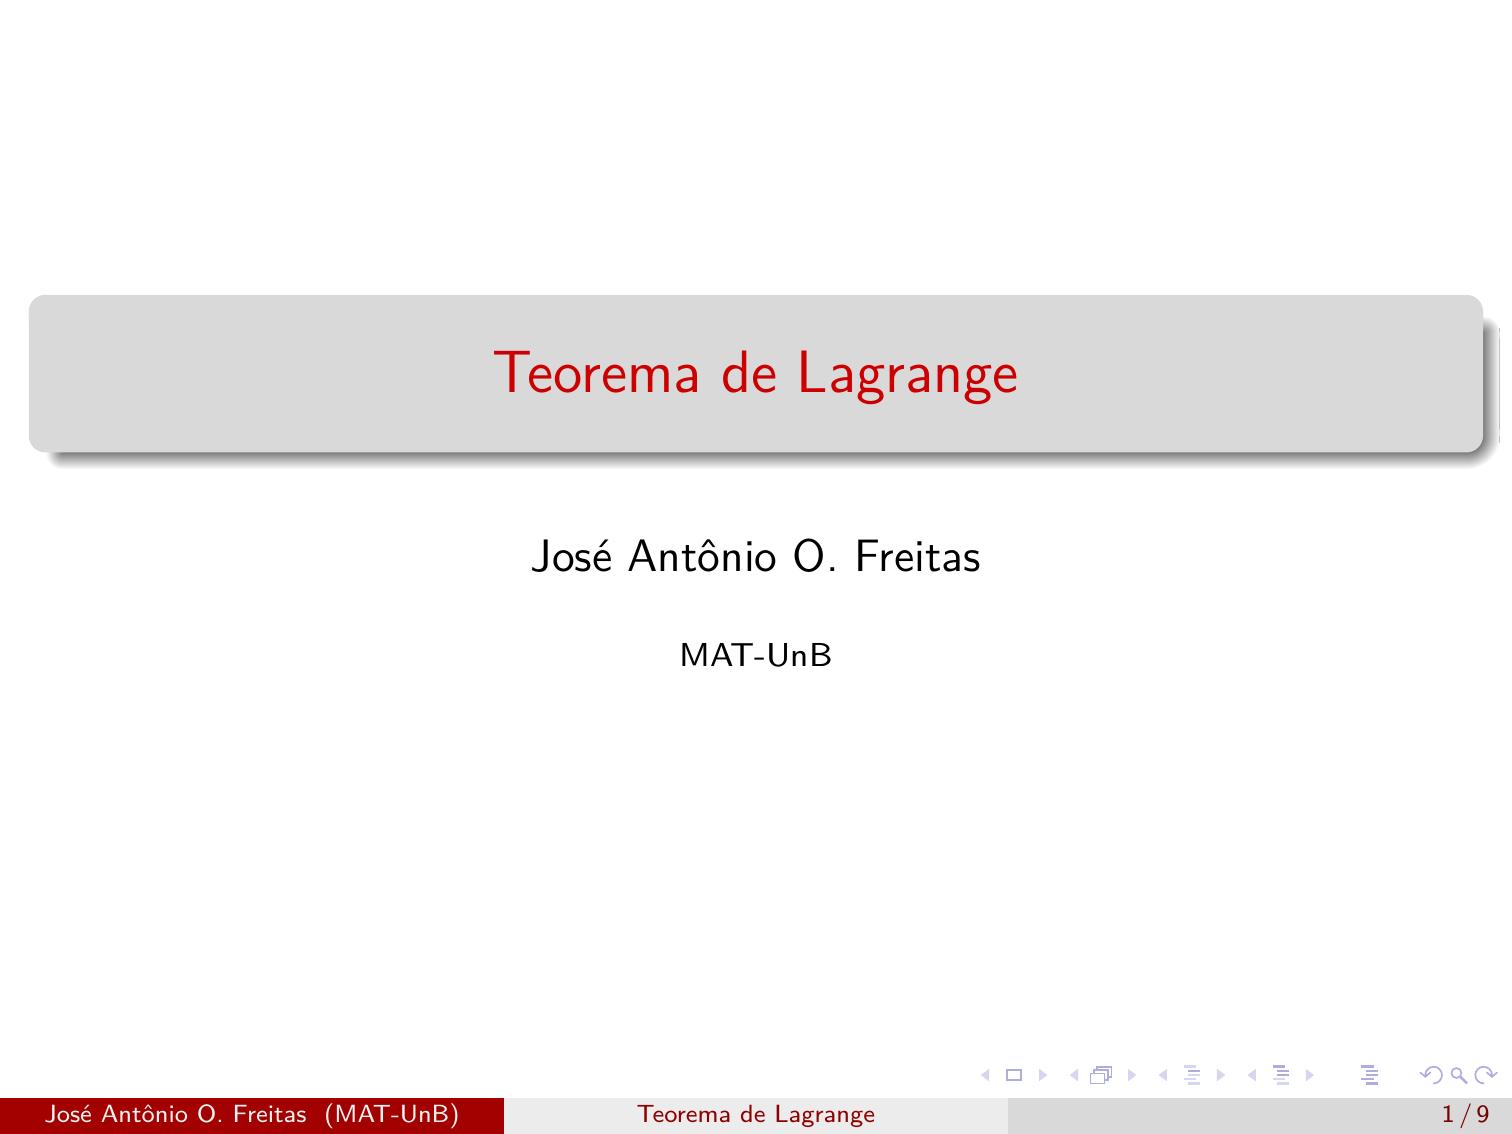 Teorema de Lagrange
José Antônio O. Freitas
MAT-UnB
José Antônio O. Freitas (MAT-UnB)
Teorema de Lagrange
1 / 9